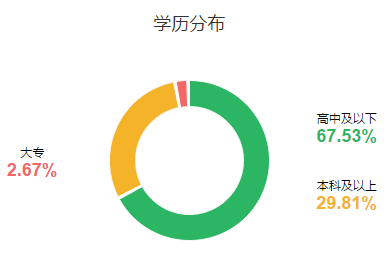 学历分布
高中及以下
67.53%
大专
2.67%
本科及以上
29.81%